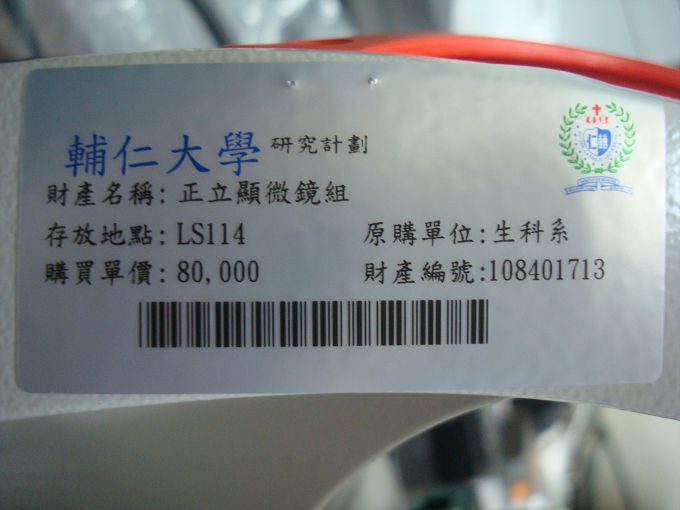 輔仁大學 研究計劃
財產名稱: 正立顯微鏡組
存放地點: LS114 原購單位:生科系
購買單價: 80,000 財產編號:108401713